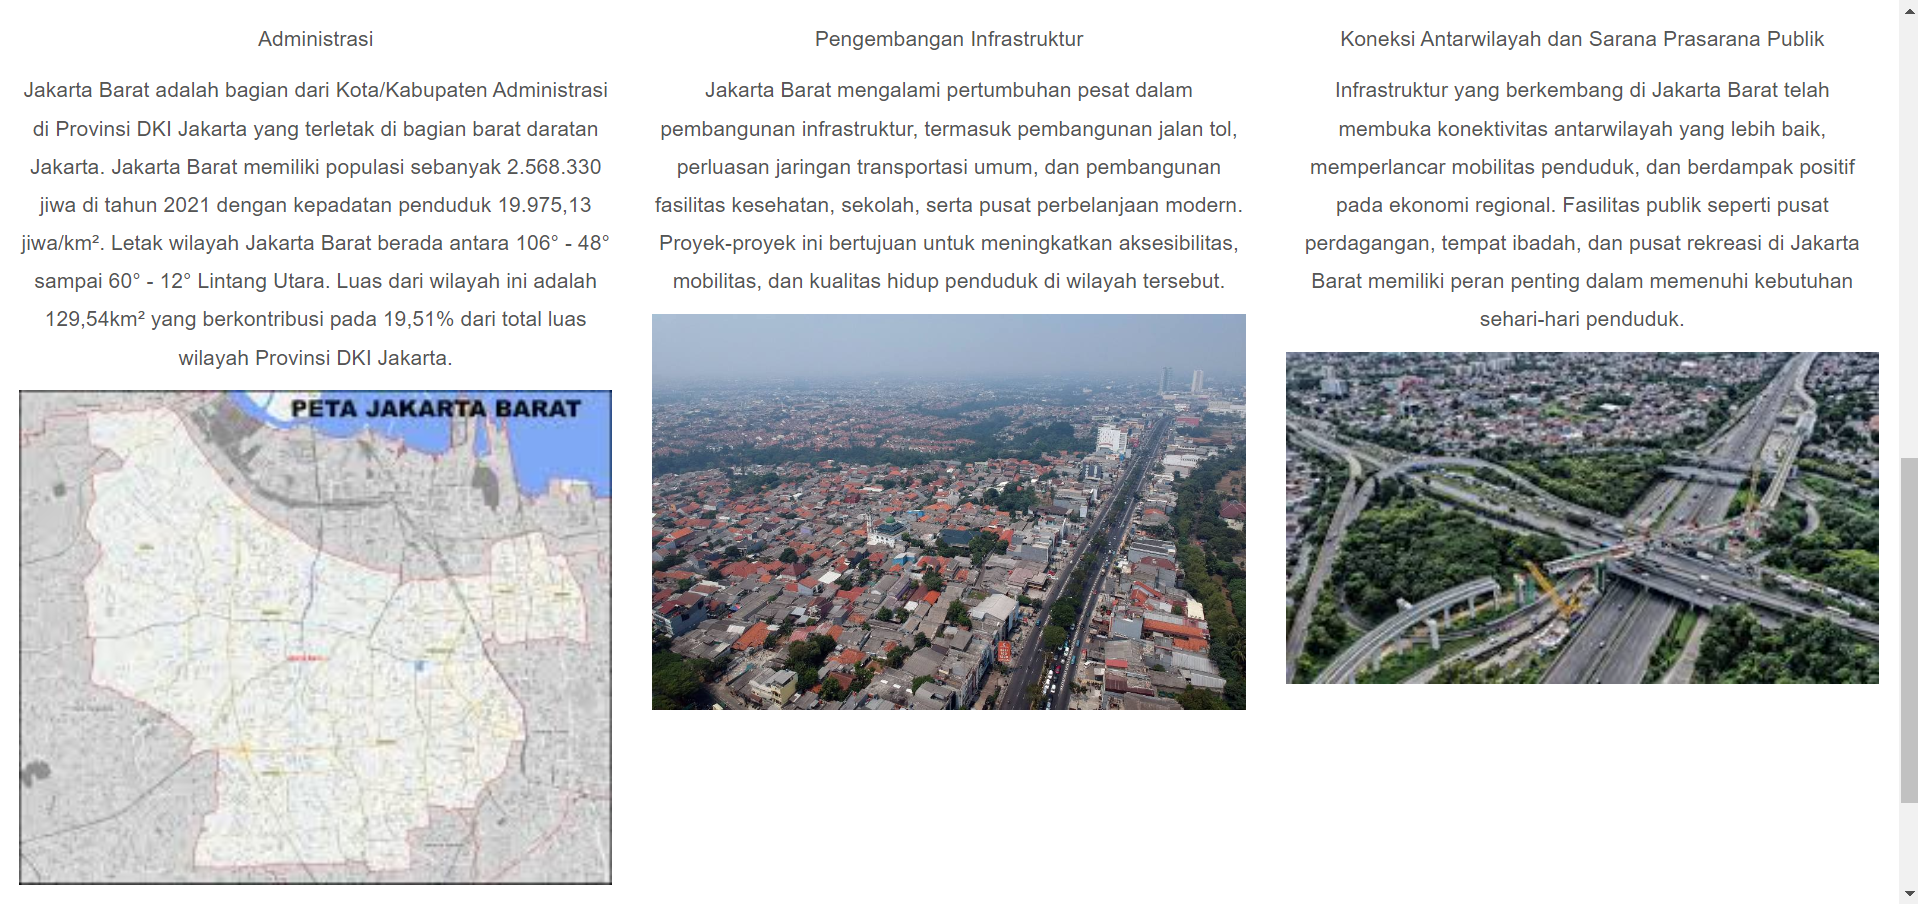 Administrasi
Jakarta Barat adalah bagian dari Kota/Kabupaten Administrasi
di Provinsi DKI Jakarta yang terletak di bagian barat daratan
Jakarta. Jakarta Barat memiliki populasi sebanyak 2.568.330
jiwa di tahun 2021 dengan kepadatan penduduk 19.975,13
jiwa/km². Letak wilayah Jakarta Barat berada antara 106° - 48°
sampai 60° - 12° Lintang Utara. Luas dari wilayah ini adalah
129,54km² yang berkontribusi pada 19,51% dari total luas
wilayah Provinsi DKI Jakarta.
PETA JAKARTA BARAT
Pengembangan Infrastruktur
Jakarta Barat mengalami pertumbuhan pesat dalam
pembangunan infrastruktur, termasuk pembangunan jalan tol,
perluasan jaringan transportasi umum, dan pembangunan
fasilitas kesehatan, sekolah, serta pusat perbelanjaan modern.
Proyek-proyek ini bertujuan untuk meningkatkan aksesibilitas,
mobilitas, dan kualitas hidup penduduk di wilayah tersebut.
Koneksi Antarwilayah dan Sarana Prasarana Publik
Infrastruktur yang berkembang di Jakarta Barat telah
membuka konektivitas antarwilayah yang lebih baik,
memperlancar mobilitas penduduk, dan berdampak positif
pada ekonomi regional. Fasilitas publik seperti pusat
perdagangan, tempat ibadah, dan pusat rekreasi di Jakarta
Barat memiliki peran penting dalam memenuhi kebutuhan
sehari-hari penduduk.